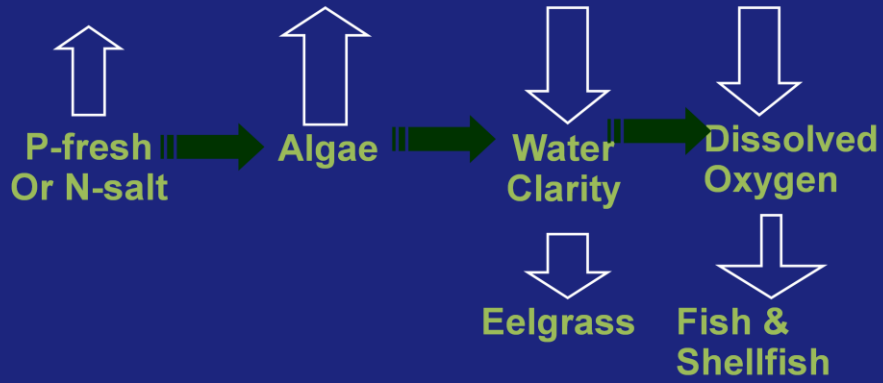 P-fresh
Or N-salt
Algae
Water
Clarity
Dissolved
Oxygen
Eelgrass
Fish &
Shellfish